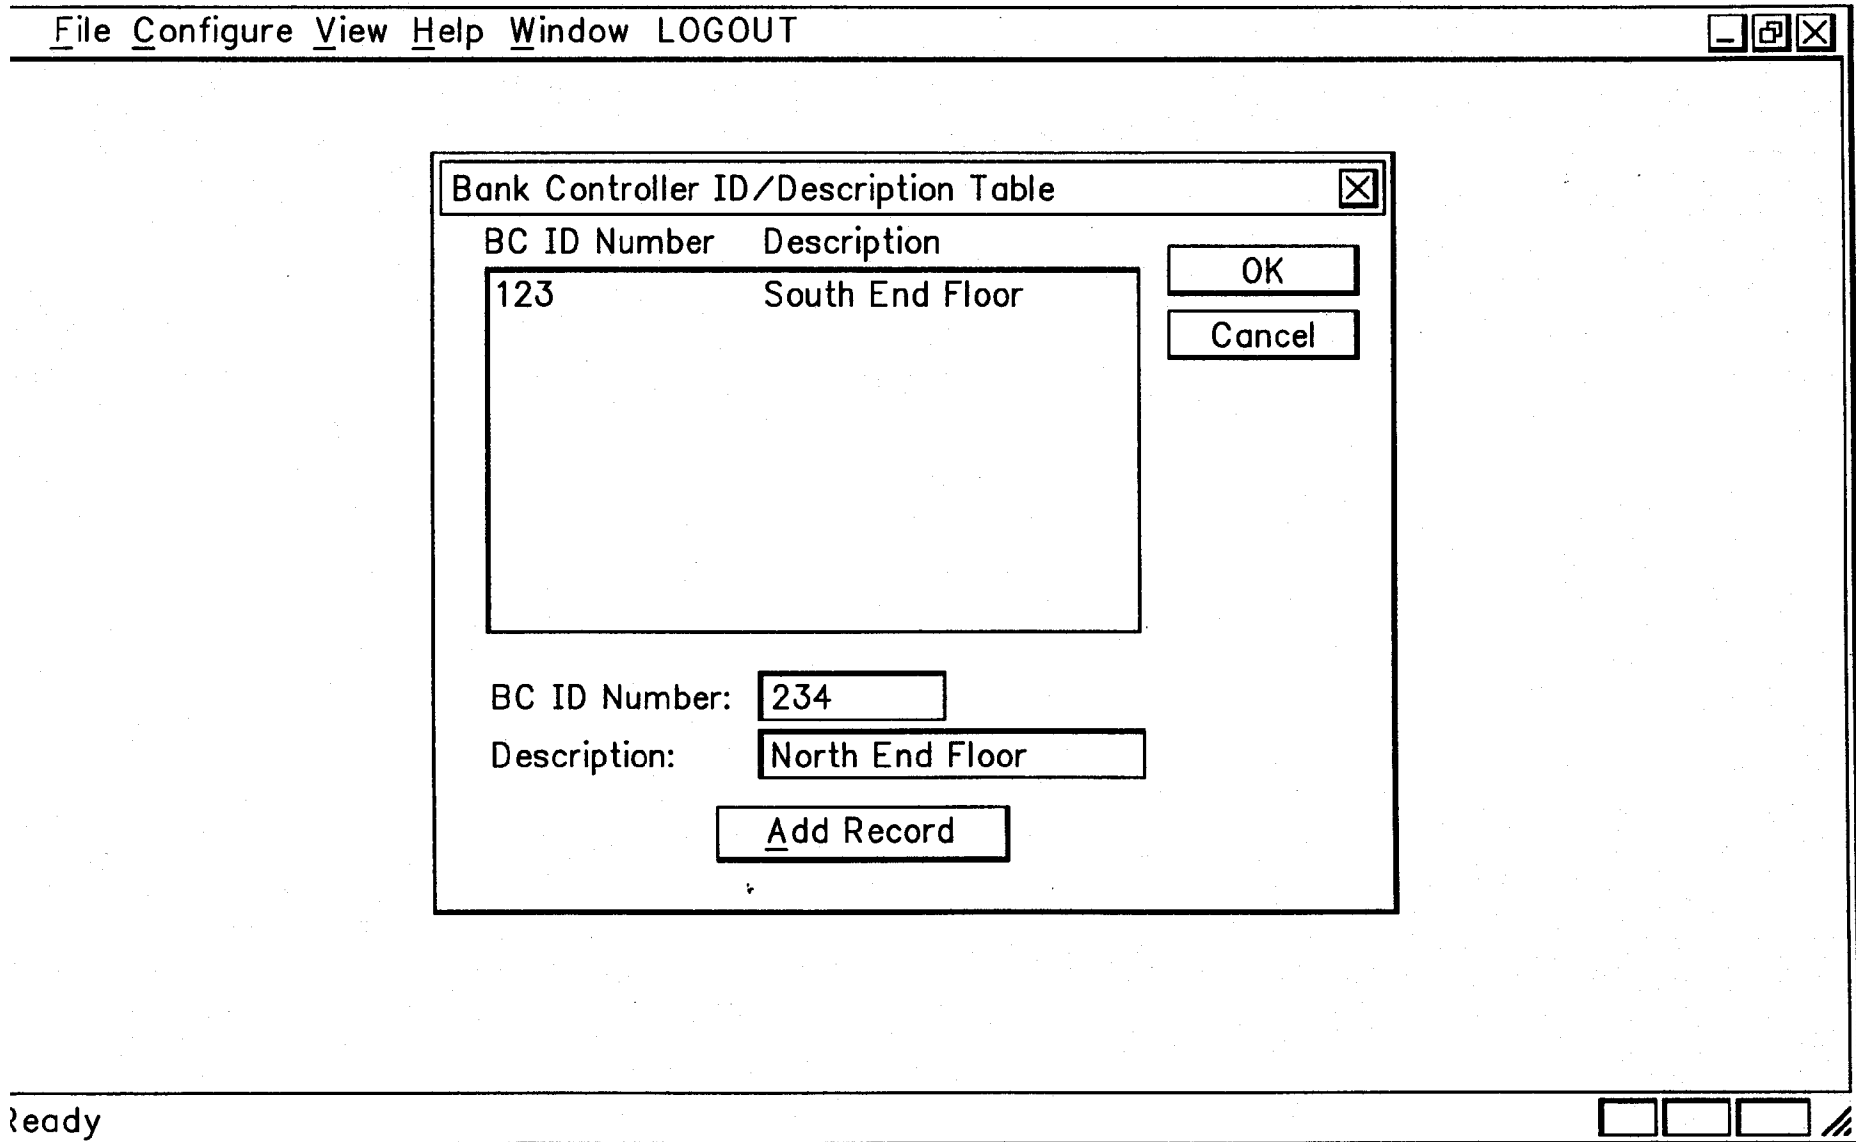 File Configure View Help Window LOGOUT
Bank Controller ID/Description Table
BC ID Number Description
123 South End Floor
OK
Cancel
BC ID Number: 234
Description: North End Floor
Add Record
Ready